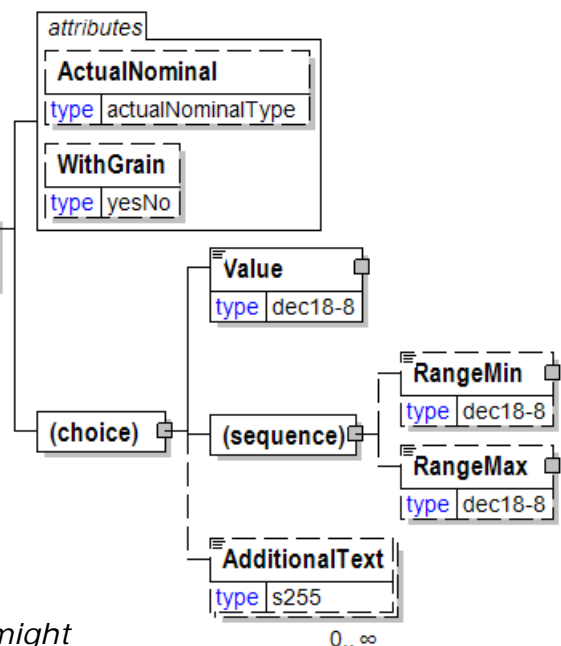 attributes
ActualNominal
type actualNominalType
WithGrain
type yesNo
Value
type dec18-8
RangeMin
type dec18-8
(choice)
(sequence)
RangeMax
type dec18-8
AdditionalText
type s255
might
0.. ∞